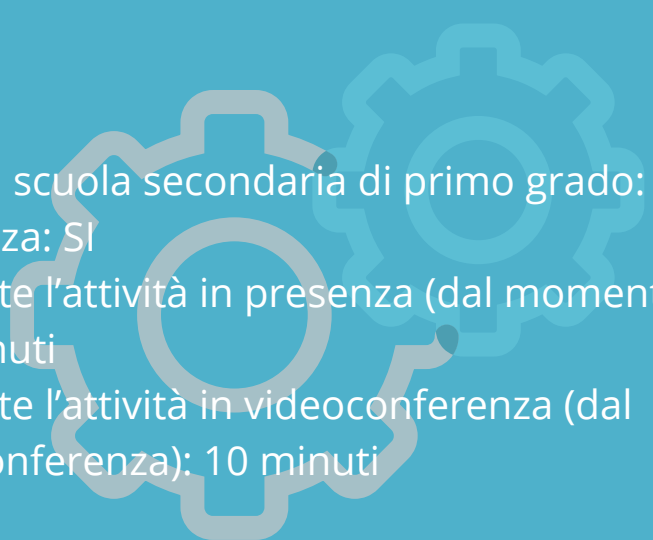 scuola secondaria di primo grado:
za: SI
te l'attività in presenza (dal moment
nuti
te l'attività in videoconferenza (dal
onferenza): 10 minuti